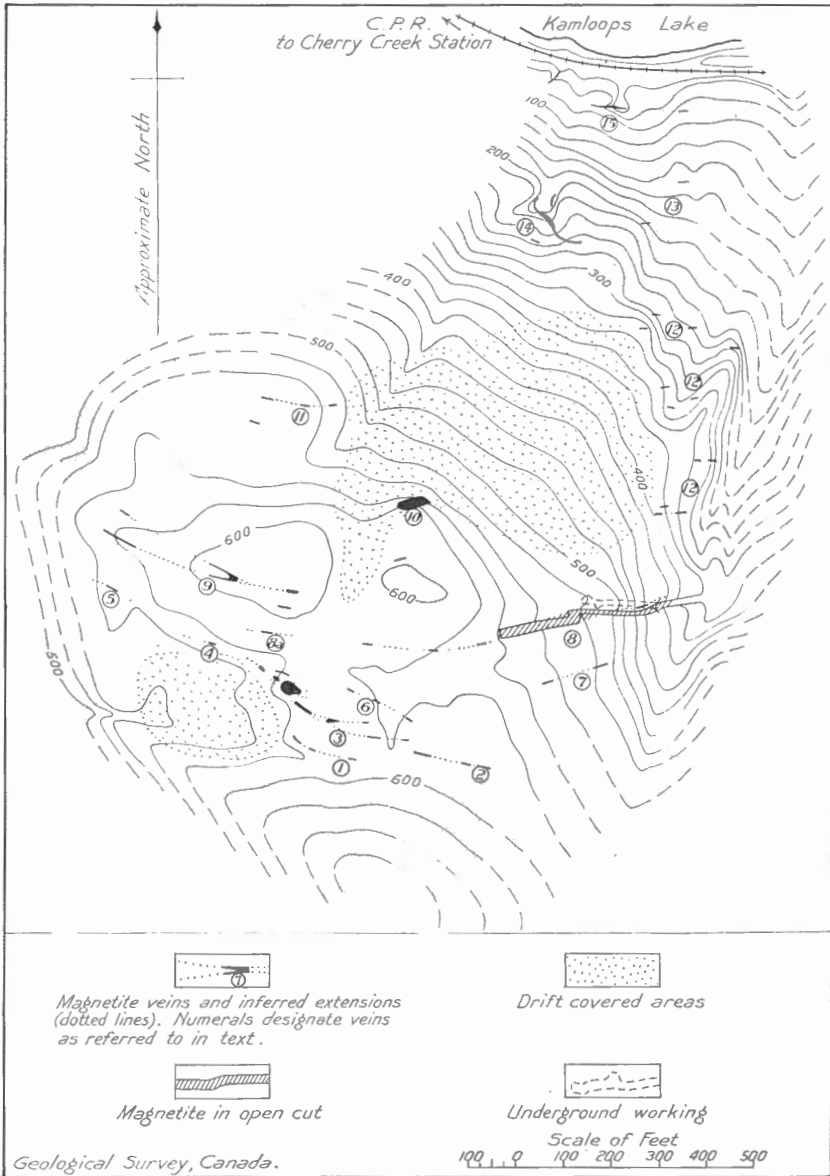 C.P.R.
to Cherry Creek Station
Kamloops Lake
Approximate North
100
15
200
13
14
400
300
12
500
12
11
400
12
10
600
500
9
600
5
8a
8
4
500
7
6
3
1
2
600
7
Magnetite veins and inferred extensions
(dotted lines). Numerals designate veins
as referred to in text.
Drift covered areas
Magnetite in open cut
Underground working
Geological Survey, Canada.
Scale of Feet
100 0 100 200 300 400 500